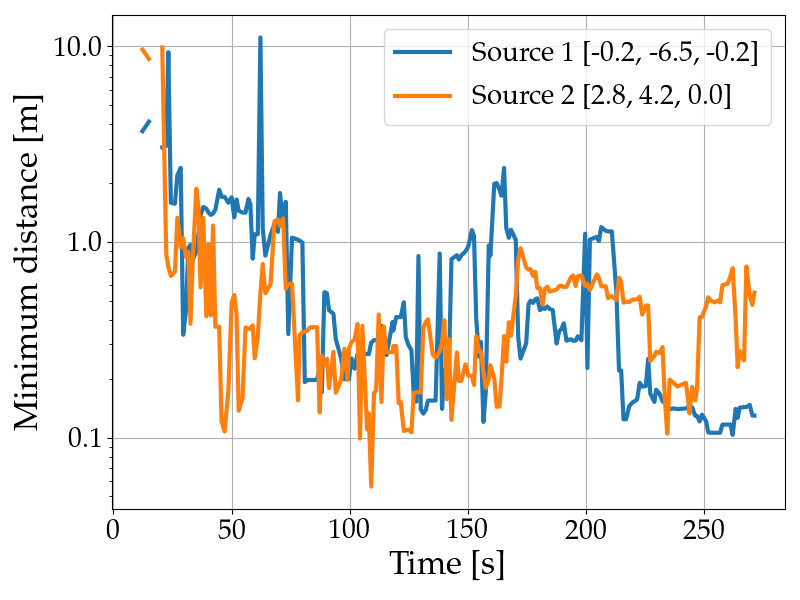 Source 1 [-0.2, -6.5, -0.2]
Source 2 [2.8, 4.2, 0.0]
Minimum distance [m]
10.0
1.0
0.1
0 50 100 150 200 250
Time [s]